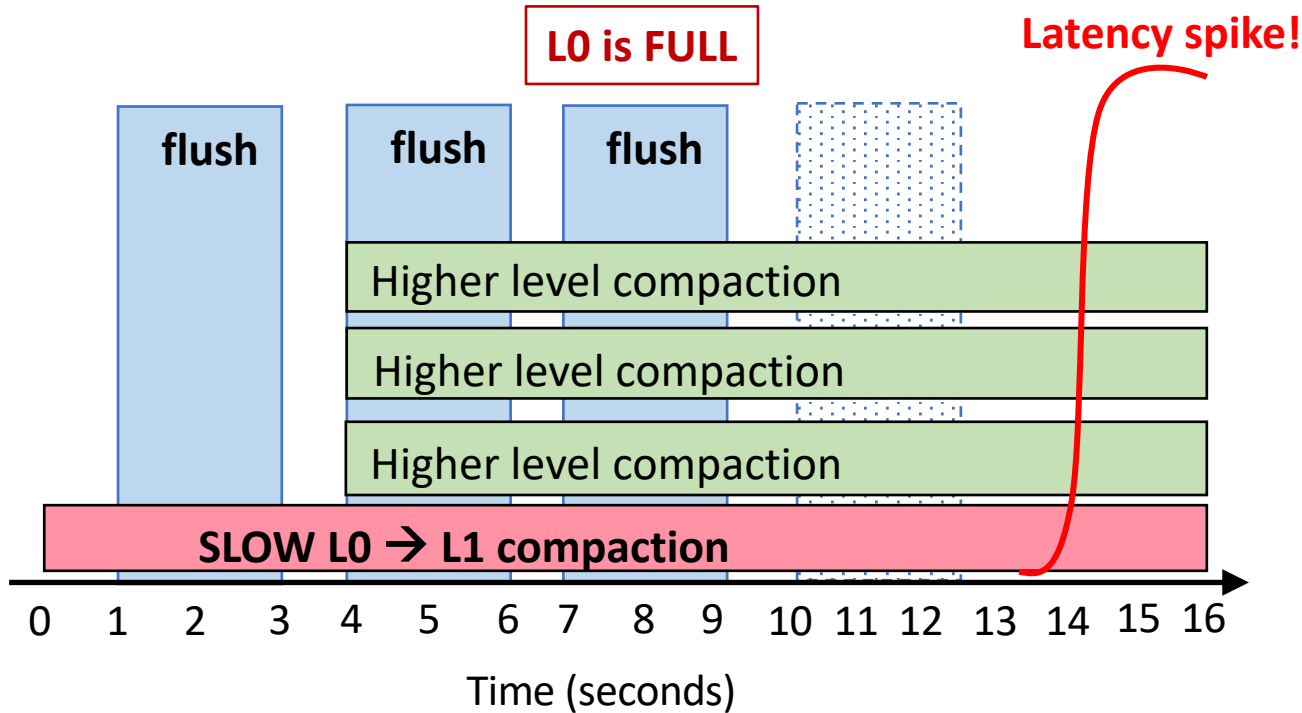 L0 is FULL
Latency spike!
flush
flush
flush
Higher level compaction
Higher level compaction
Higher level compaction
SLOW L0 → L1 compaction
0 1 2 3 4 5 6 7 8 9 10 11 12 13 14 15 16
Time (seconds)